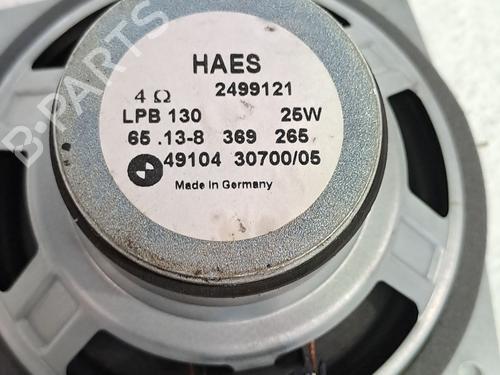 B-PARTS
HAES
4 Ω 2499121
LPB 130 25W
65 .13-8 369 265
49104 30700/05
Made in Germany